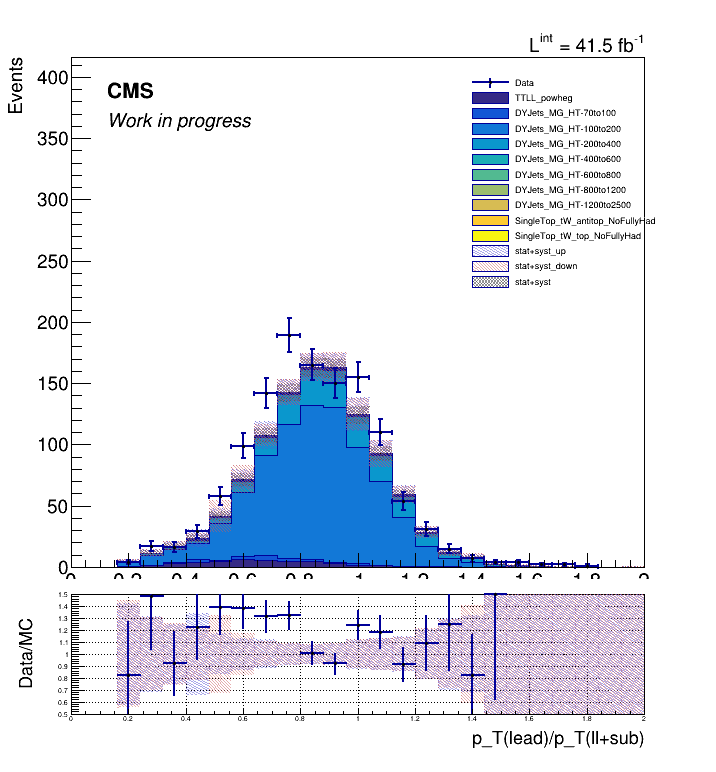 L^int = 41.5 fb^-1
Events
400
350
300
250
200
150
100
50
0
CMS
Work in progress
Data
TTLL_powheg
DYJets_MG_HT-70to100
DYJets_MG_HT-100to200
DYJets_MG_HT-200to400
DYJets_MG_HT-400to600
DYJets_MG_HT-600to800
DYJets_MG_HT-800to1200
DYJets_MG_HT-1200to2500
SingleTop_tW_antitop_NoFullyHad
SingleTop_tW_top_NoFullyHad
stat+syst_up
stat+syst_down
stat+syst
0 0.2 0.4 0.6 0.8 1 1.2 1.4 1.6 1.8 2
Data/MC
1.5
1.4
1.3
1.2
1.1
1
0.9
0.8
0.7
0.6
0.5
0 0.2 0.4 0.6 0.8 1 1.2 1.4 1.6 1.8 2
p_T(lead)/p_T(ll+sub)